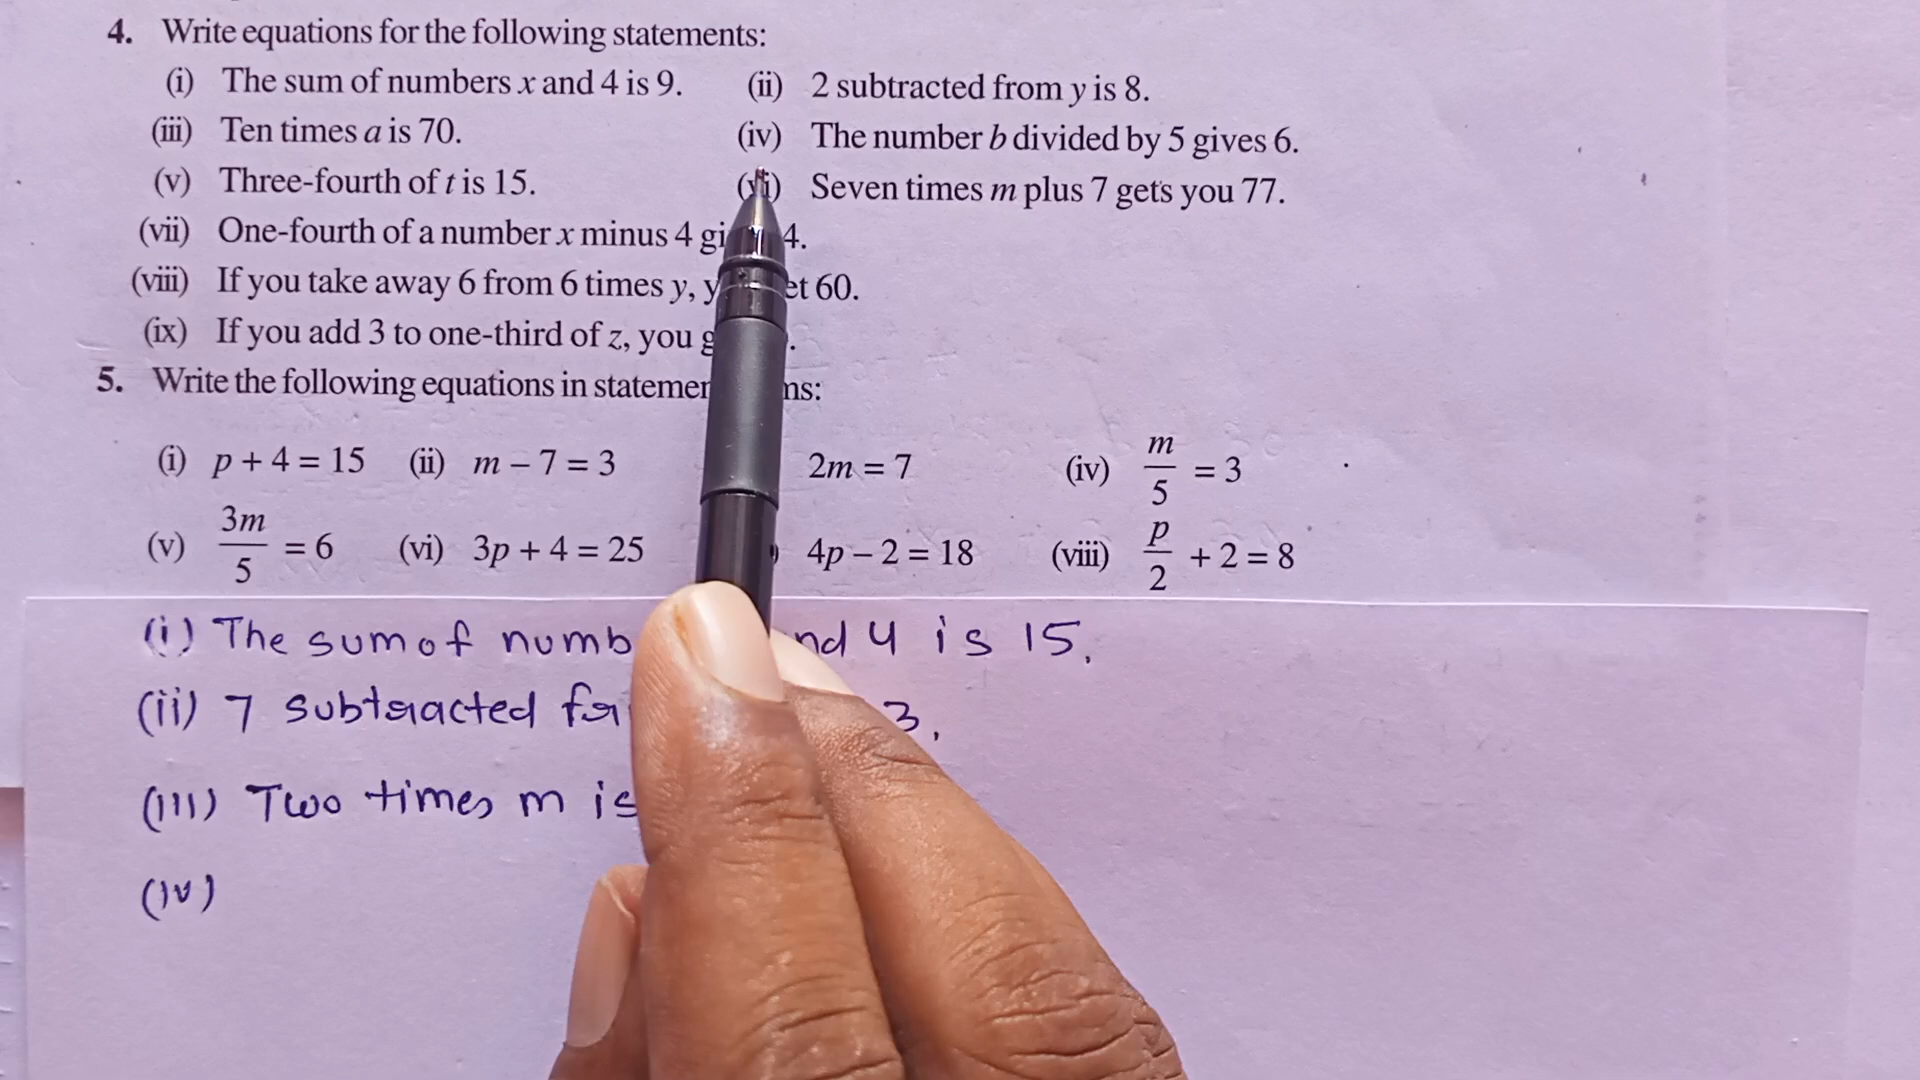 4. Write equations for the following statements:
(i) The sum of numbers x and 4 is 9. (ii) 2 subtracted from y is 8.
(iii) Ten times a is 70. (iv) The number b divided by 5 gives 6.
(v) Three-fourth of t is 15. (vi) Seven times m plus 7 gets you 77.
(vii) One-fourth of a number x minus 4 4.
(viii) If you take away 6 from 6 times y, 60.
(ix) If you add 3 to one-third of z, you
5. Write the following equations in
(i) p + 4 = 15 (ii) m – 7 = 3 2m = 7 (iv) m/5 = 3
(v) 3m/5 = 6 (vi) 3p + 4 = 25 4p – 2 = 18 (viii) p/2 + 2 = 8
(i) The sum of 4 is 15.
(ii) 7 subtracted 3.
(iii) Two times m is
(iv)